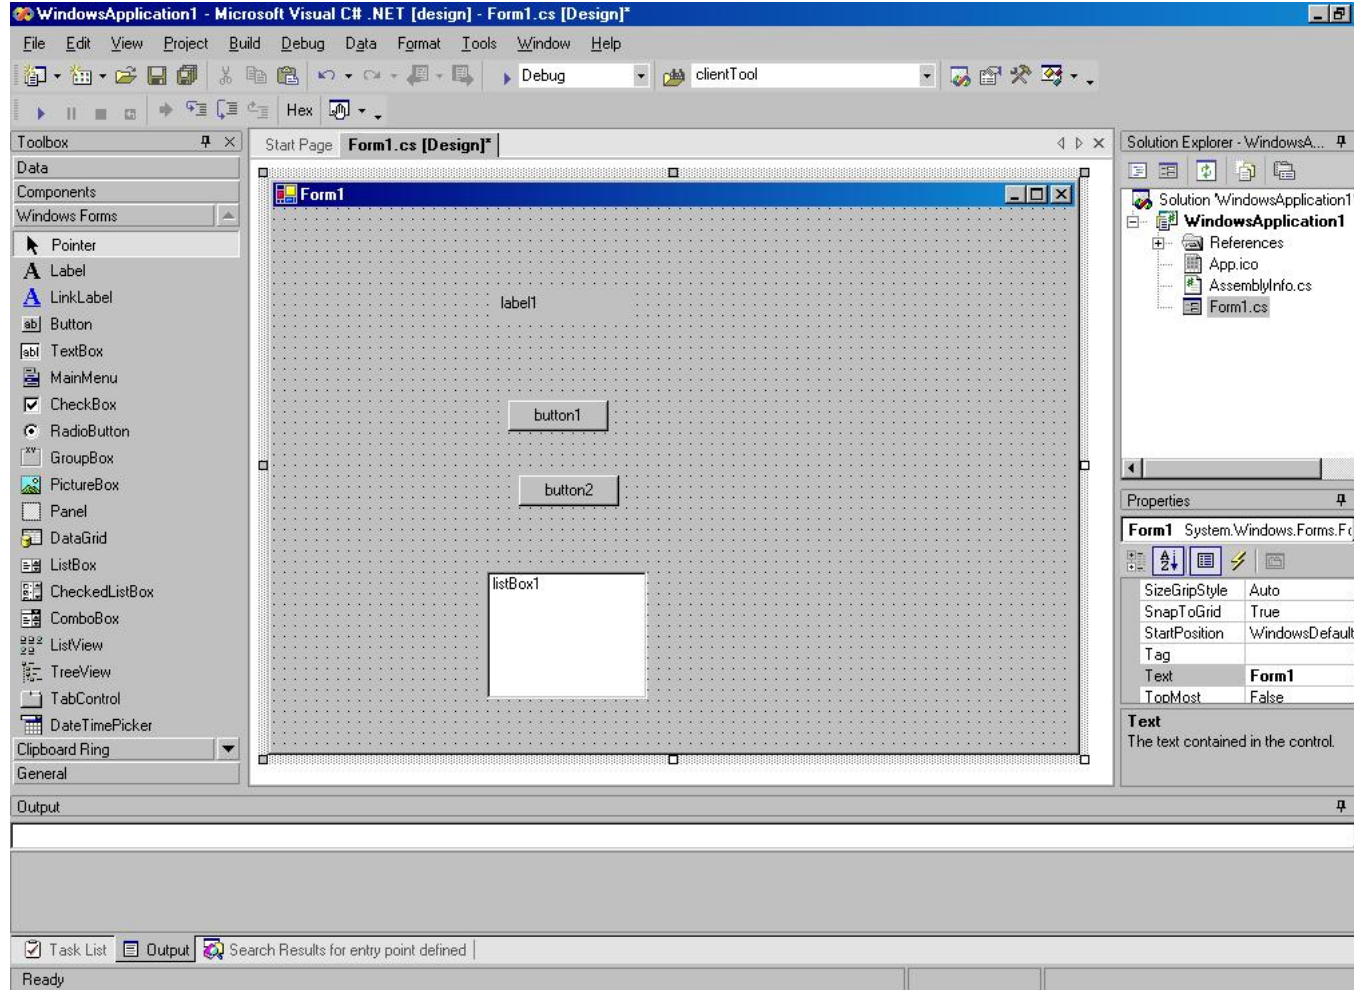 WindowsApplication1 - Microsoft Visual C# .NET [design] - Form1.cs [Design]*
File Edit View Project Build Debug Data Format Tools Window Help
Debug clientTool
Hex
Toolbox
Data
Components
Windows Forms
Pointer
Label
LinkLabel
Button
TextBox
MainMenu
CheckBox
RadioButton
GroupBox
PictureBox
Panel
DataGrid
ListBox
CheckedListBox
ComboBox
ListView
TreeView
TabControl
DateTimePicker
Clipboard Ring
General
Start Page Form1.cs [Design]*
Form1
label1
button1
button2
listBox1
Solution Explorer - WindowsA...
Solution 'WindowsApplication1'
WindowsApplication1
References
App.ico
AssemblyInfo.cs
Form1.cs
Properties
Form1 System.Windows.Forms.Fo
SizeGripStyle Auto
SnapToGrid True
StartPosition WindowsDefault
Tag
Text Form1
TopMost False
Text
The text contained in the control.
Output
Task List Output Search Results for entry point defined
Ready